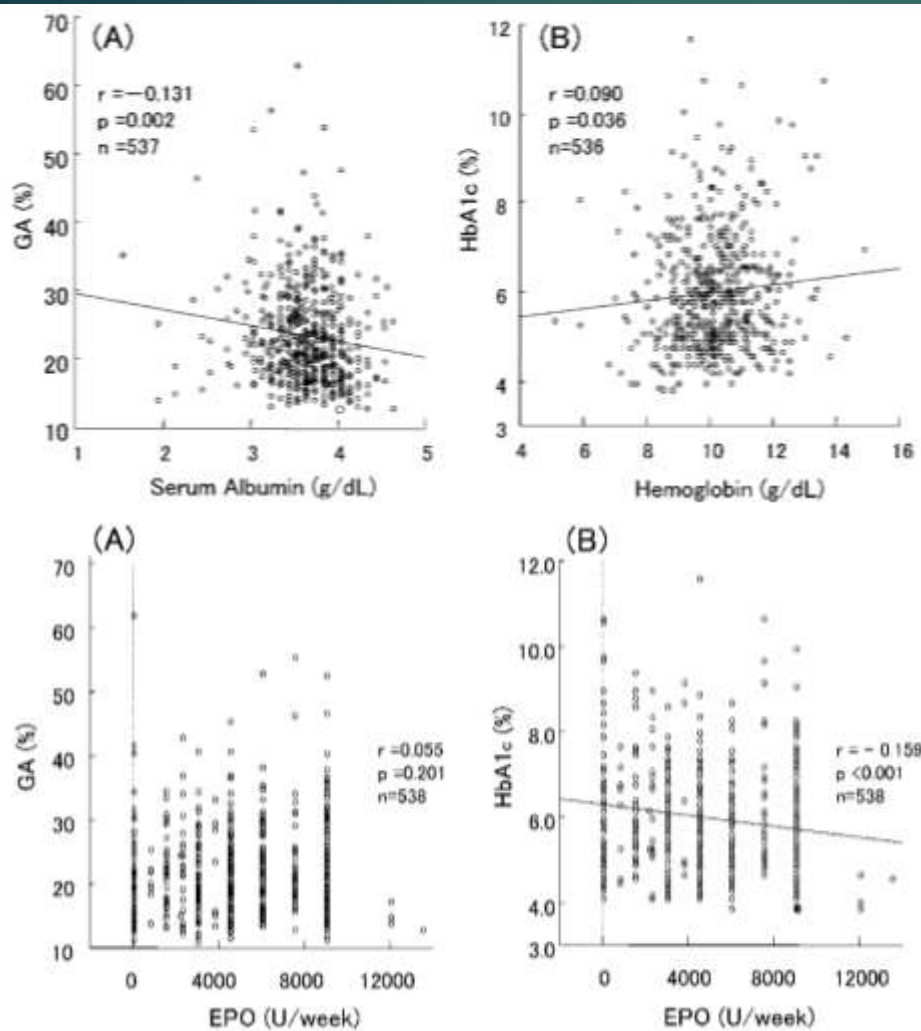 (A)
70
60
50
40
30
20
10
GA (%)
r =−0.131
p =0.002
n =537
1 2 3 4 5
Serum Albumin (g/dL)
(B)
12
10
8
6
4
3
HbA1c (%)
r=0.090
p=0.036
n=536
4 6 8 10 12 14 16
Hemoglobin (g/dL)
(A)
70
60
50
40
30
20
10
GA (%)
r=0.055
p =0.201
n=538
0 4000 8000 12000
EPO (U/week)
(B)
12.0
10.0
8.0
6.0
4.0
3.0
HbA1c (%)
r = − 0.159
p <0.001
n=538
0 4000 8000 12000
EPO (U/week)